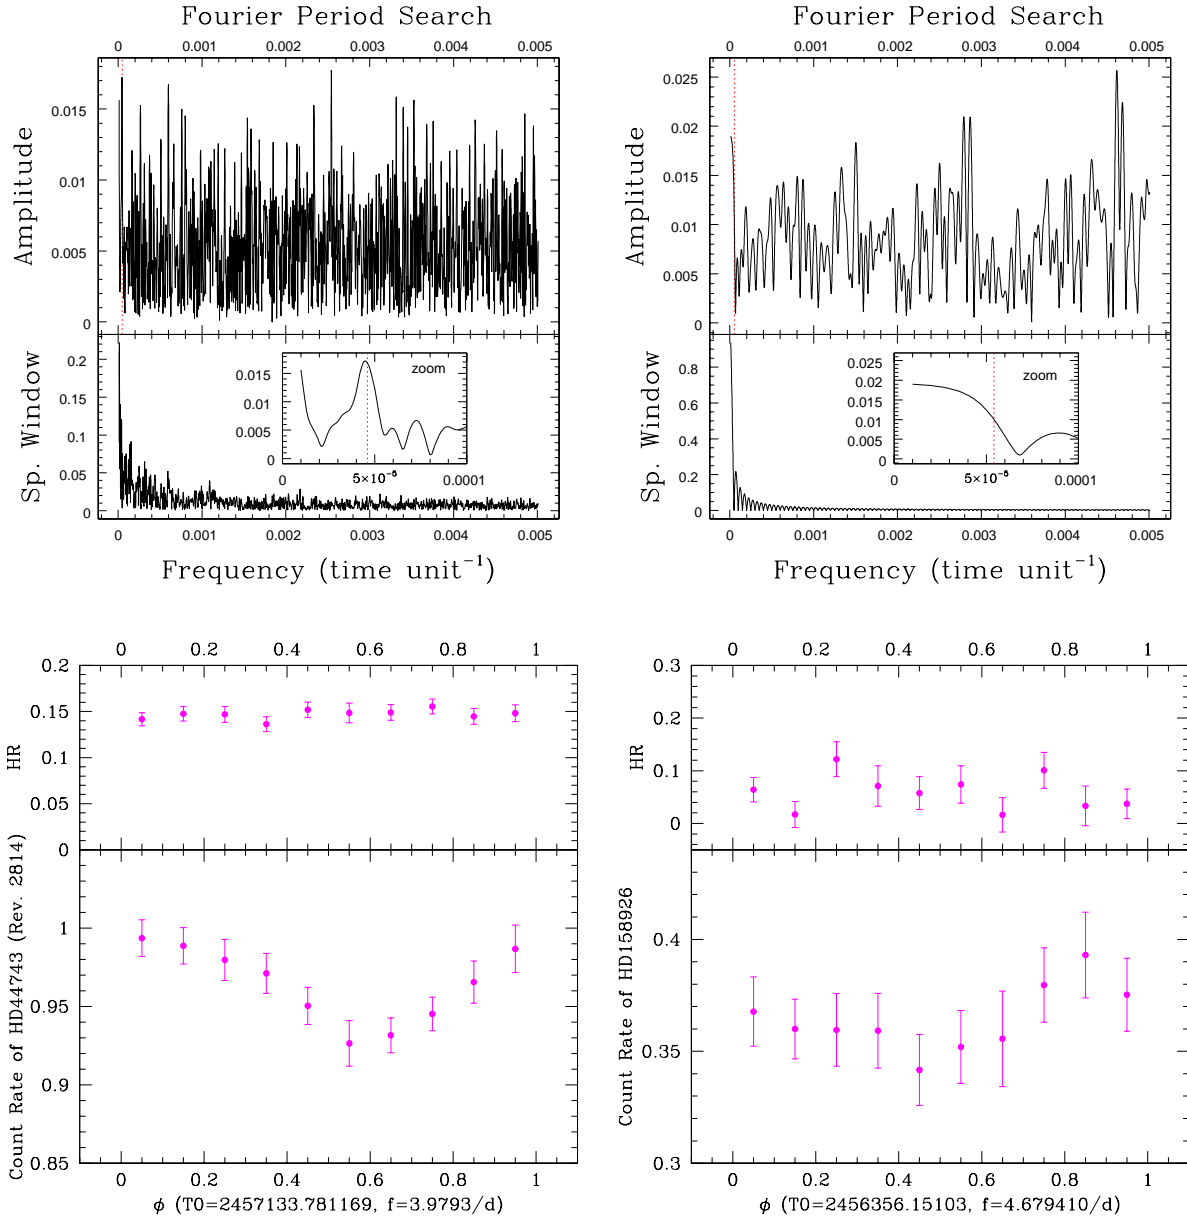 Fourier Period Search
0 0.001 0.002 0.003 0.004 0.005
Amplitude
0.015
0.01
0.005
0
Sp. Window
0.2
0.15
0.1
0.05
0
zoom
0.015
0.01
0.005
0
0 5×10⁻⁵ 0.0001
0 0.001 0.002 0.003 0.004 0.005
Frequency (time unit⁻¹)
Fourier Period Search
0 0.001 0.002 0.003 0.004 0.005
Amplitude
0.025
0.02
0.015
0.01
0.005
0
Sp. Window
0.8
0.6
0.4
0.2
0
zoom
0.02
0.015
0.01
0.005
0
0 5×10⁻⁵ 0.0001
0 0.001 0.002 0.003 0.004 0.005
Frequency (time unit⁻¹)
0 0.2 0.4 0.6 0.8 1
HR
0.2
0.15
0.1
0.05
0
Count Rate of HD44743 (Rev. 2814)
1
0.95
0.9
0.85
0 0.2 0.4 0.6 0.8 1
ϕ (T0=2457133.781169, f=3.9793/d)
0 0.2 0.4 0.6 0.8 1
HR
0.3
0.2
0.1
0
Count Rate of HD158926
0.4
0.35
0.3
0 0.2 0.4 0.6 0.8 1
ϕ (T0=2456356.15103, f=4.679410/d)